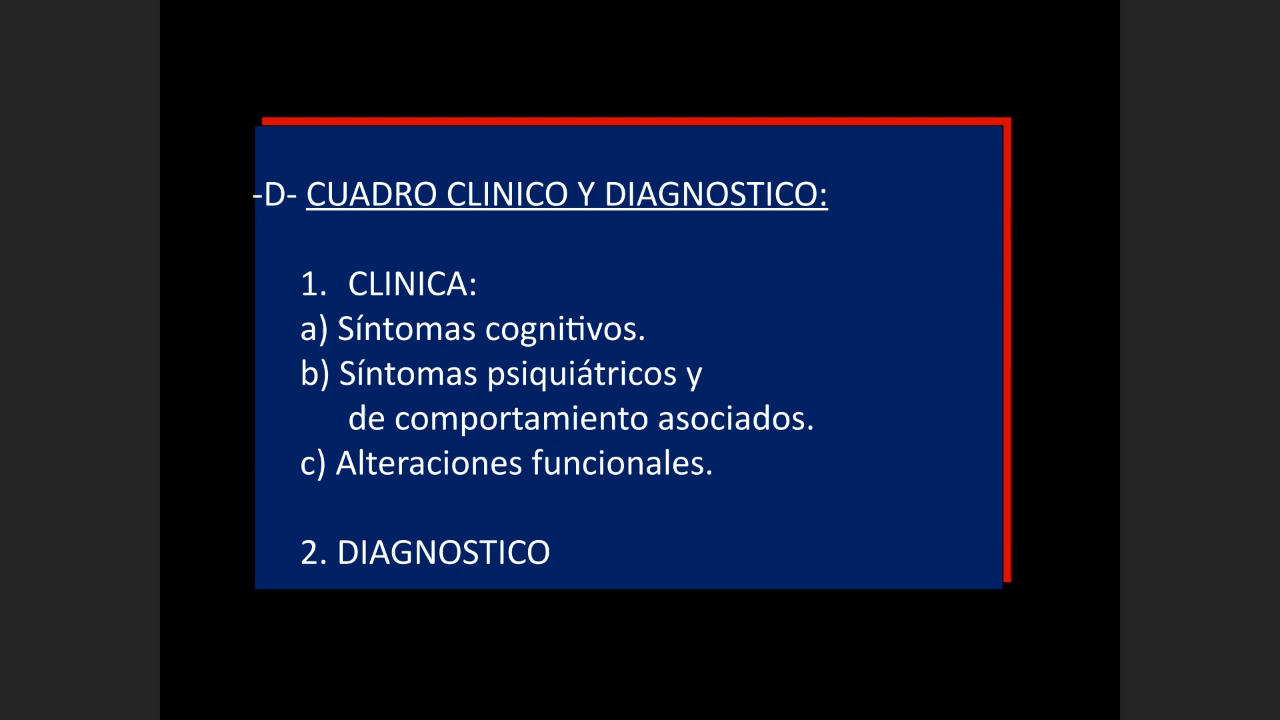 -D- CUADRO CLINICO Y DIAGNOSTICO:
1. CLINICA:
a) Síntomas cognitivos.
b) Síntomas psiquiátricos y
de comportamiento asociados.
c) Alteraciones funcionales.
2. DIAGNOSTICO